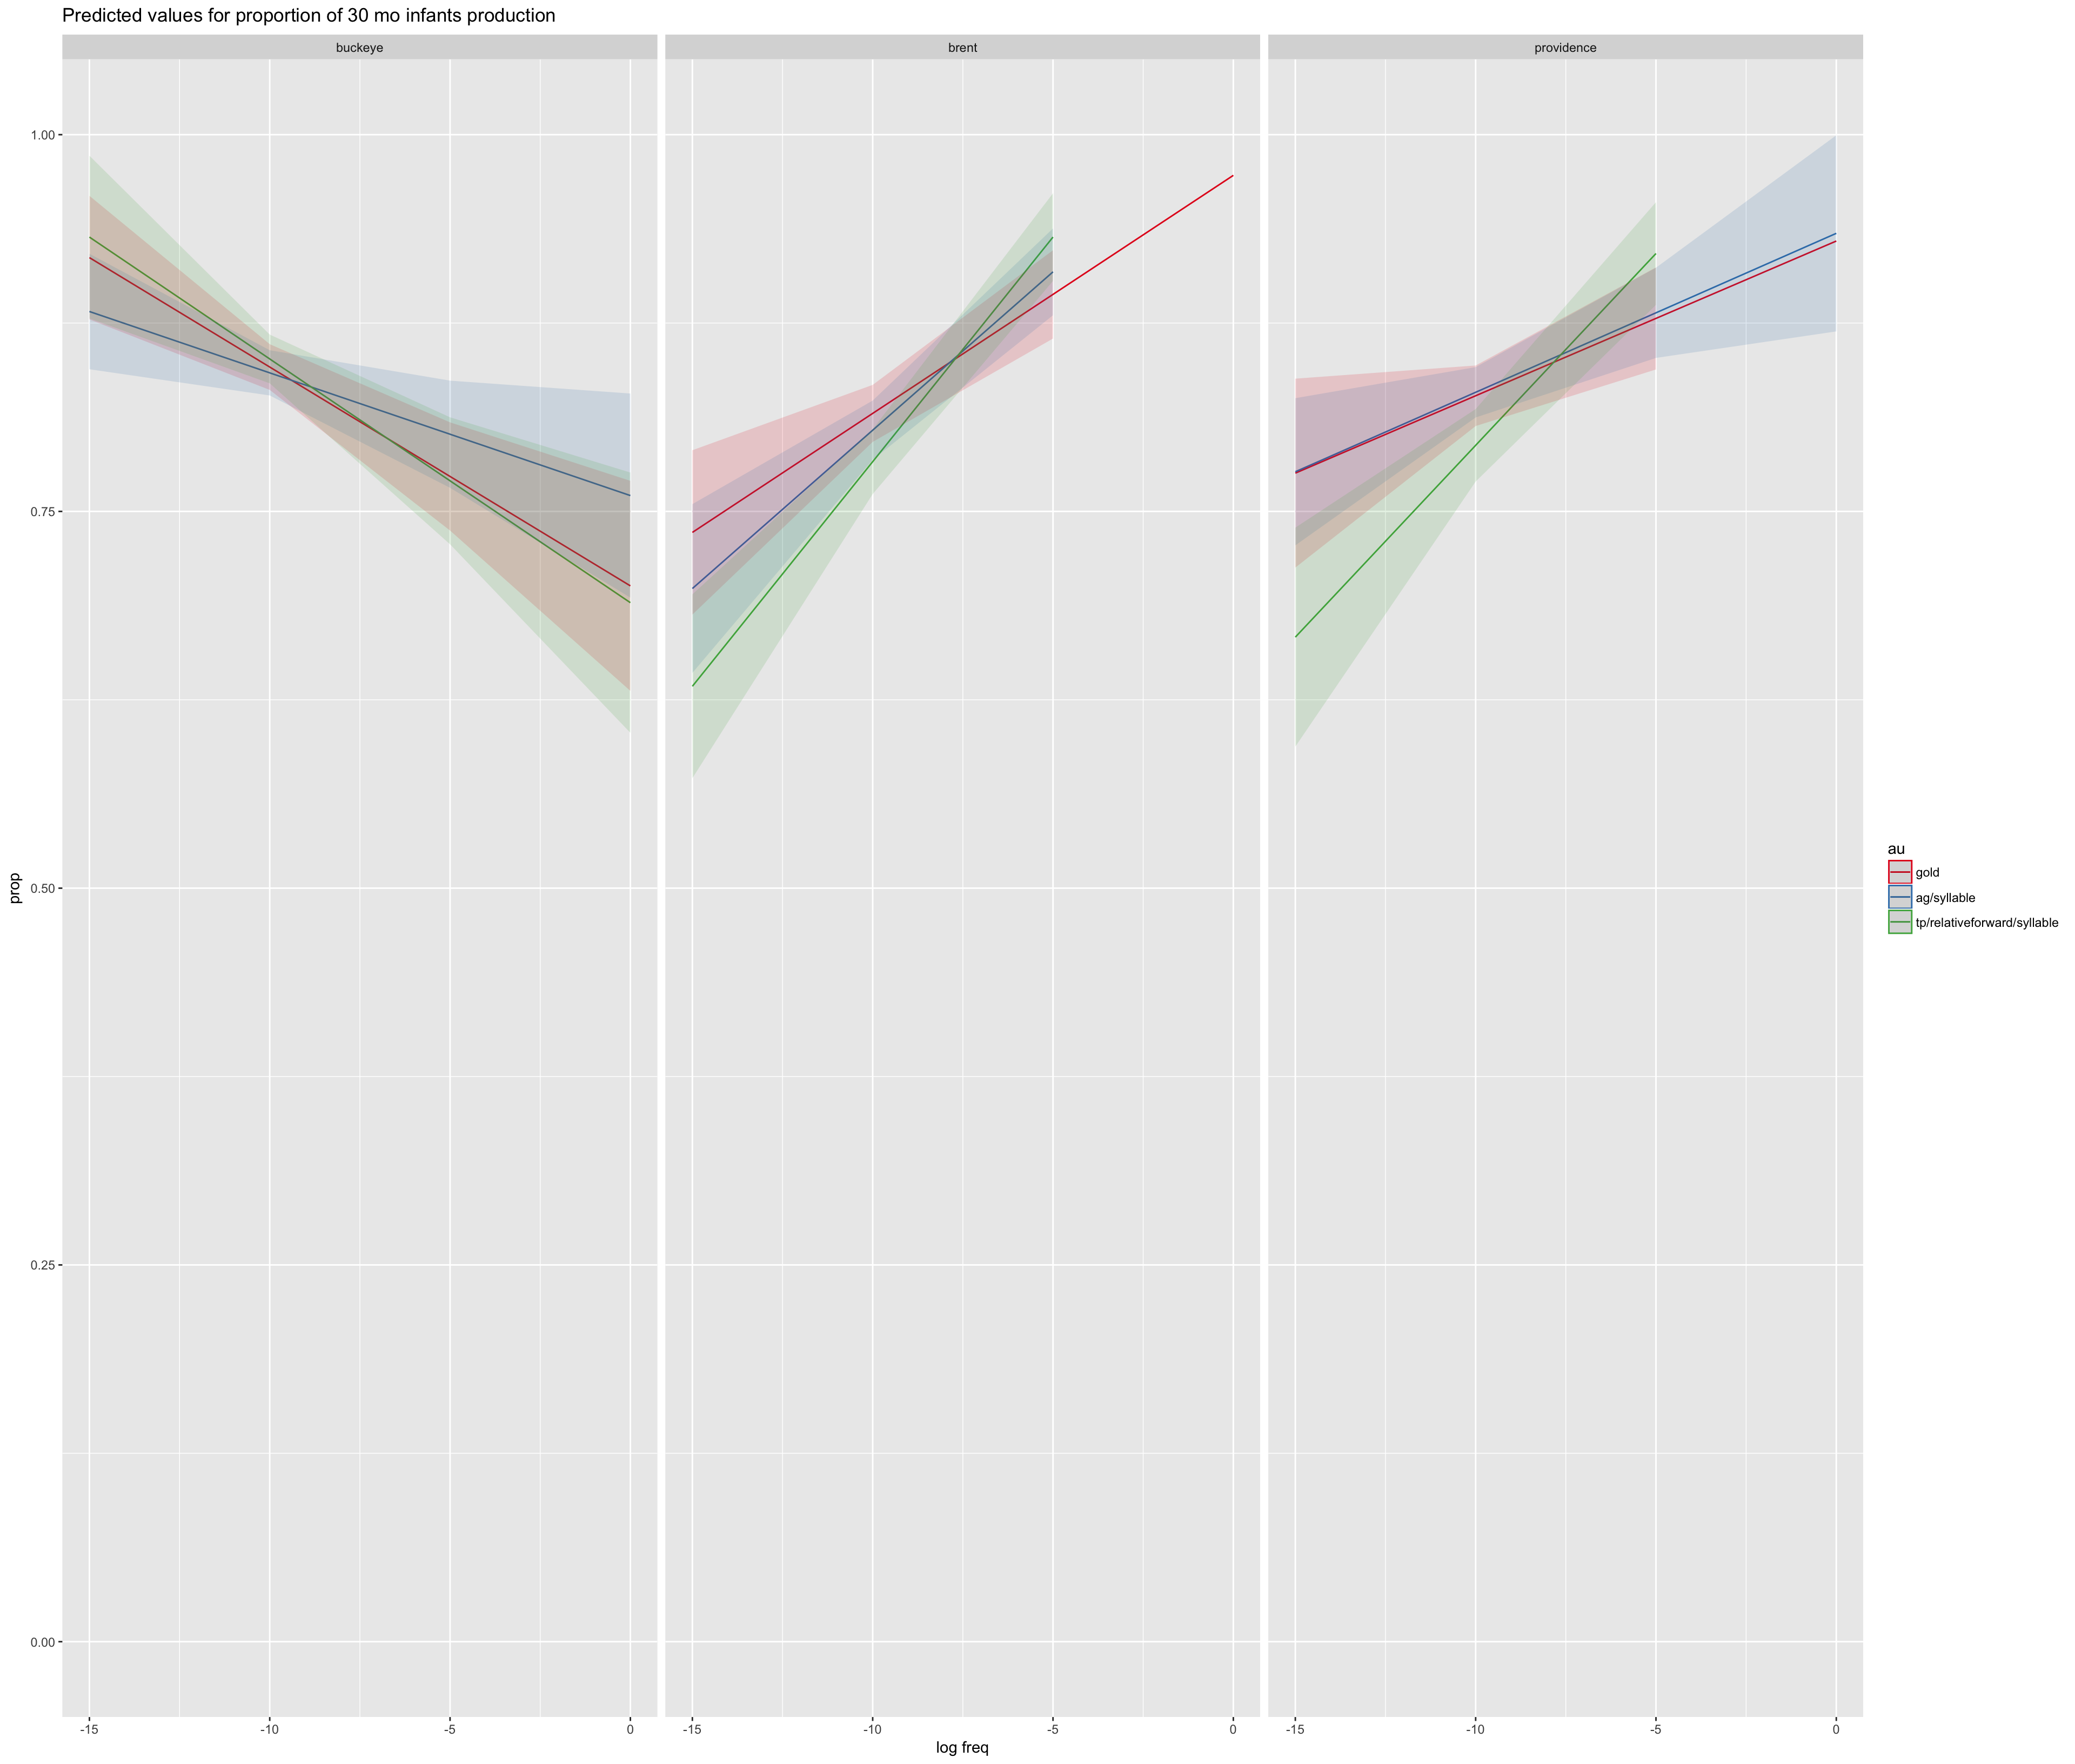 Predicted values for proportion of 30 mo infants production
buckeye
brent
providence
1.00
0.75
0.50
0.25
0.00
prop
-15
-10
-5
0
-15
-10
-5
0
-15
-10
-5
0
log freq
au
gold
ag/syllable
tp/relativeforward/syllable